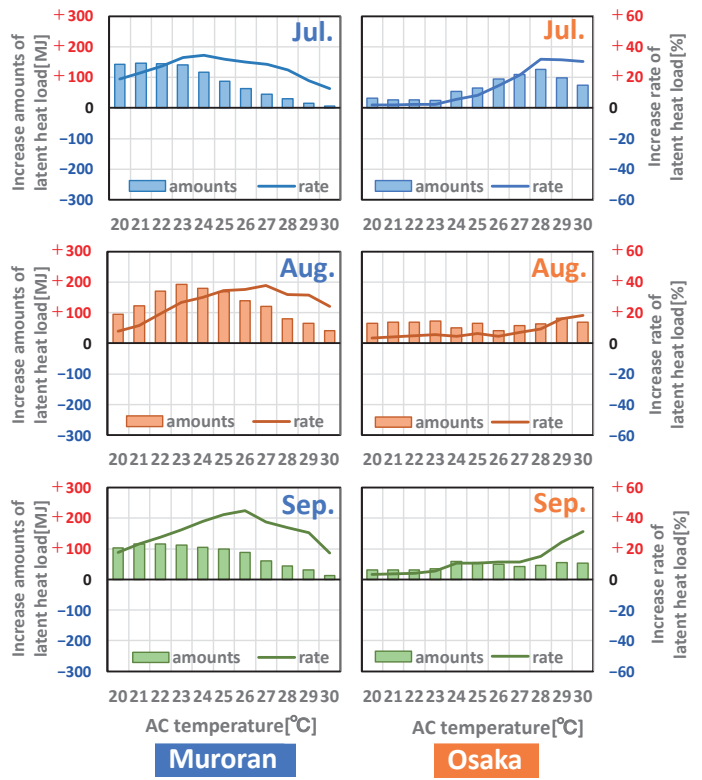 Increase amounts of
latent heat load[MJ]
+300
+200
+100
0
−100
−200
−300
Jul.
amounts
rate
20 21 22 23 24 25 26 27 28 29 30
Jul.
amounts
rate
20 21 22 23 24 25 26 27 28 29 30
+60
+40
+20
0
−20
−40
−60
Increase rate of
latent heat load[%]
Increase amounts of
latent heat load[MJ]
+300
+200
+100
0
−100
−200
−300
Aug.
amounts
rate
20 21 22 23 24 25 26 27 28 29 30
Aug.
amounts
rate
20 21 22 23 24 25 26 27 28 29 30
+60
+40
+20
0
−20
−40
−60
Increase rate of
latent heat load[%]
Increase amounts of
latent heat load[MJ]
+300
+200
+100
0
−100
−200
−300
Sep.
amounts
rate
20 21 22 23 24 25 26 27 28 29 30
Sep.
amounts
rate
20 21 22 23 24 25 26 27 28 29 30
+60
+40
+20
0
−20
−40
−60
Increase rate of
latent heat load[%]
AC temperature[℃]
AC temperature[℃]
Muroran
Osaka